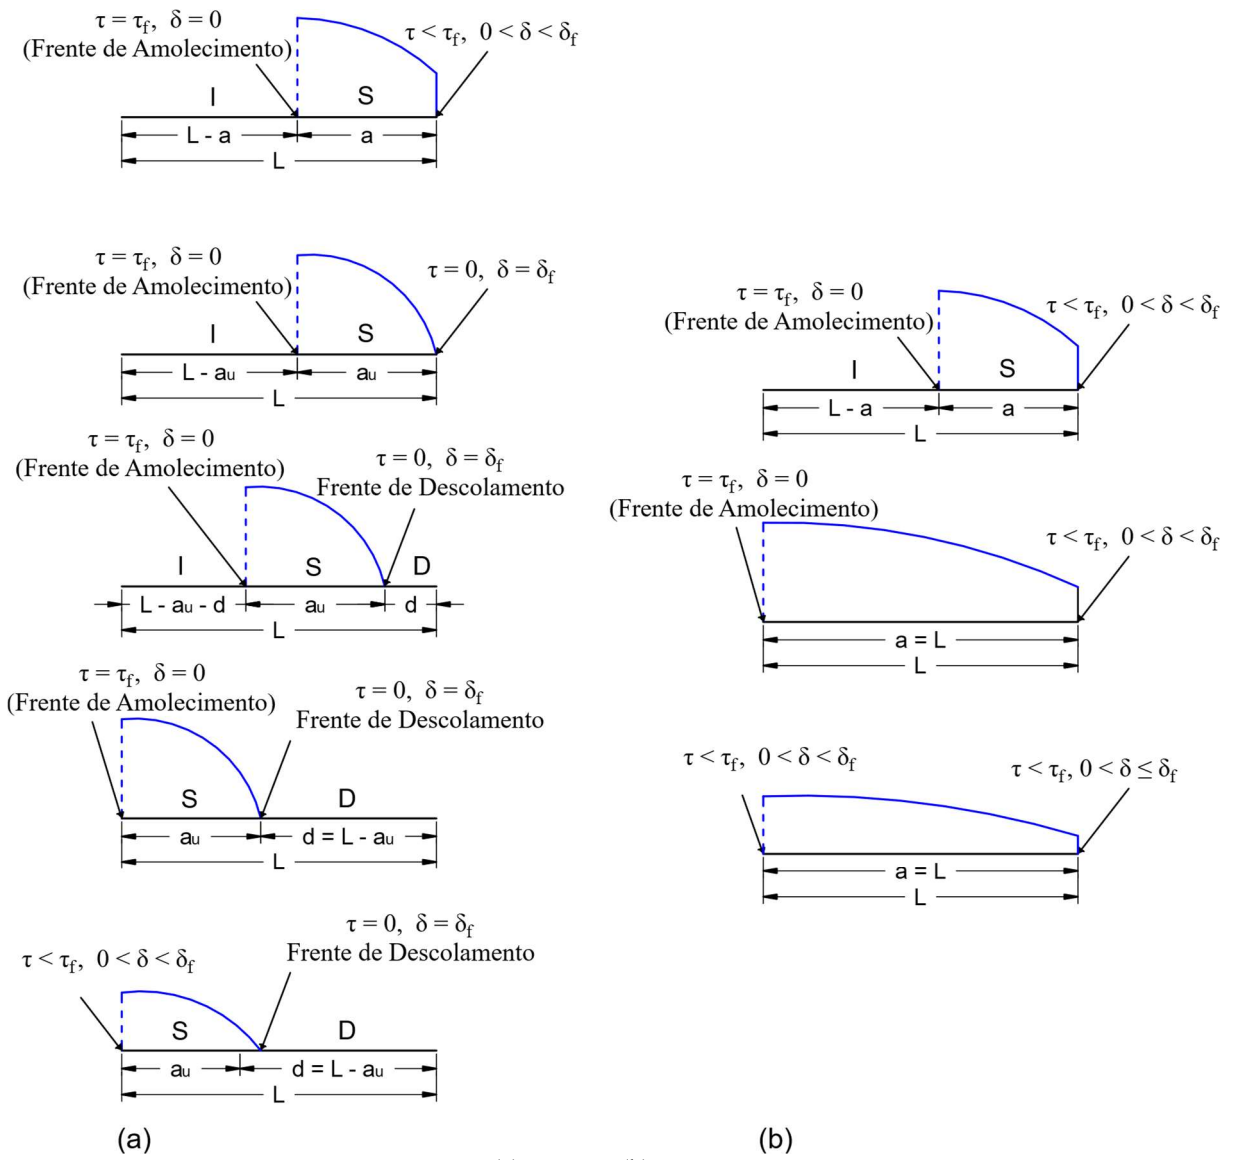 τ = τf, δ = 0
(Frente de Amolecimento)
τ < τf, 0 < δ < δf
I
S
L - a
a
L
τ = τf, δ = 0
(Frente de Amolecimento)
τ = 0, δ = δf
I
S
L - au
au
L
τ = τf, δ = 0
(Frente de Amolecimento)
τ = 0, δ = δf
Frente de Descolamento
I
S
D
L - au - d
au
d
L
τ = τf, δ = 0
(Frente de Amolecimento)
τ = 0, δ = δf
Frente de Descolamento
S
D
au
d = L - au
L
τ < τf, 0 < δ < δf
τ = 0, δ = δf
Frente de Descolamento
S
D
au
d = L - au
L
(a)
τ = τf, δ = 0
(Frente de Amolecimento)
τ < τf, 0 < δ < δf
I
S
L - a
a
L
τ = τf, δ = 0
(Frente de Amolecimento)
τ < τf, 0 < δ < δf
a = L
L
τ < τf, 0 < δ < δf
τ < τf, 0 < δ ≤ δf
a = L
L
(b)